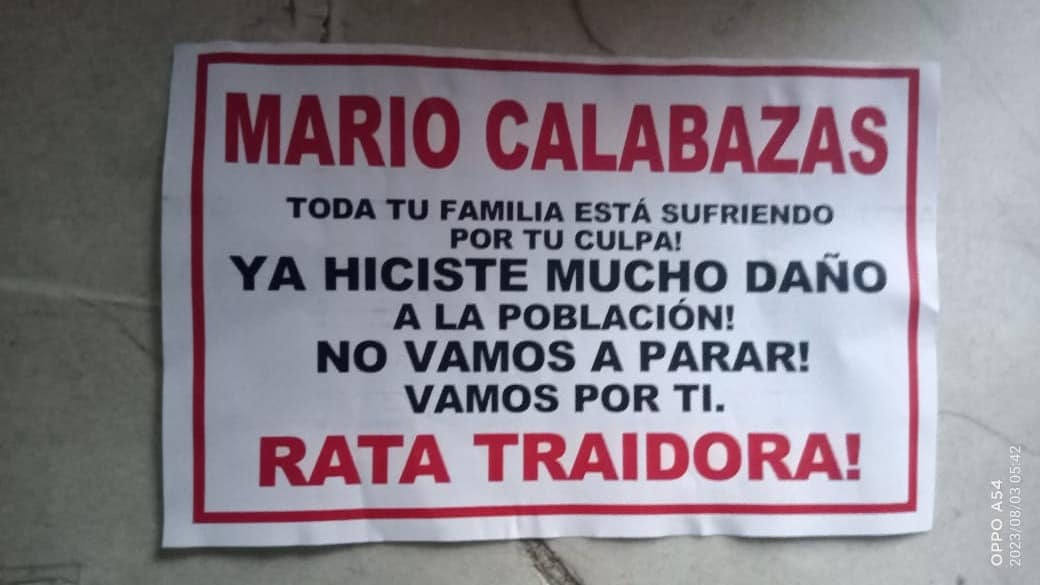 MARIO CALABAZAS
TODA TU FAMILIA ESTÁ SUFRIENDO
POR TU CULPA!
YA HICISTE MUCHO DAÑO
A LA POBLACIÓN!
NO VAMOS A PARAR!
VAMOS POR TI.
RATA TRAIDORA!
OPPO A54
2023/08/03 05:42